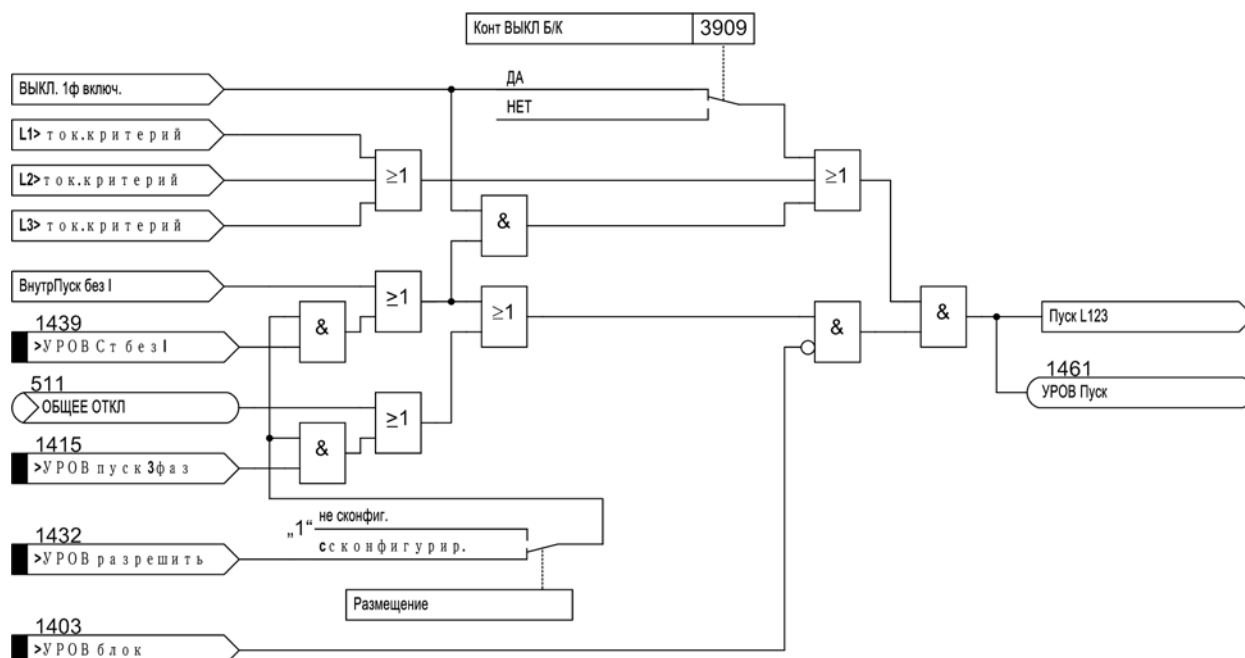 Конт ВЫКЛ Б/К 3909
ВЫКЛ. 1ф включ.
ДА
НЕТ
L1> ток.критерий
L2>ток.критерий
L3> ток.критерий
≥1
≥1
&
ВнутрПуск без I
≥1
≥1
1439
>УРОВ Ст без I
&
&
&
Пуск L123
511
ОБЩЕЕ ОТКЛ
≥1
1461
УРОВ Пуск
1415
>УРОВ пуск 3фаз
&
„1“ не сконфиг.
1432
>УРОВ разрешить
сконфигурир.
Размещение
1403
>УРОВ блок